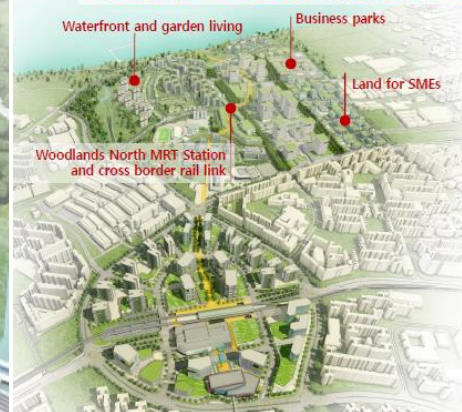 Waterfront and garden living
Business parks
Land for SMEs
Woodlands North MRT Station
and cross border rail link